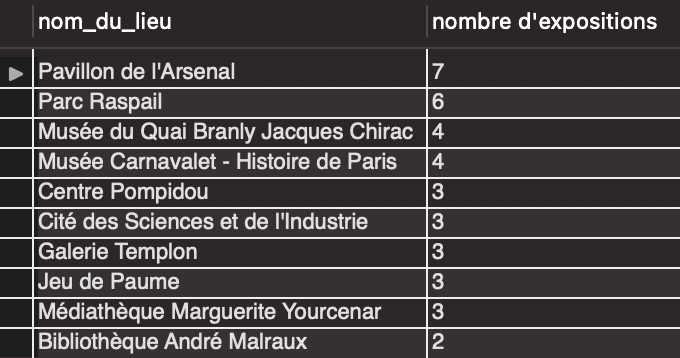 nom_du_lieu nombre d'expositions
Pavillon de l'Arsenal 7
Parc Raspail 6
Musée du Quai Branly Jacques Chirac 4
Musée Carnavalet - Histoire de Paris 4
Centre Pompidou 3
Cité des Sciences et de l'Industrie 3
Galerie Templon 3
Jeu de Paume 3
Médiathèque Marguerite Yourcenar 3
Bibliothèque André Malraux 2